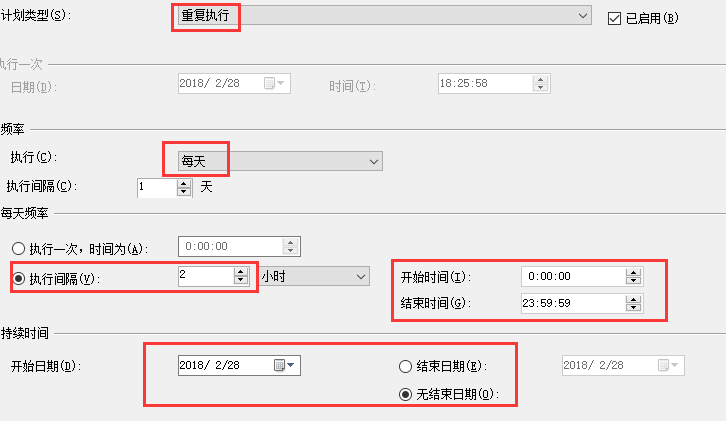 计划类型(S): 重复执行 已启用(B)
执行一次
日期(D): 2018/ 2/28 时间(T): 18:25:58
频率
执行(C): 每天
执行间隔(C): 1 天
每天频率
执行一次，时间为(A): 0:00:00
执行间隔(V): 2 小时 开始时间(I): 0:00:00
结束时间(G): 23:59:59
持续时间
开始日期(D): 2018/ 2/28 结束日期(E): 2018/ 2/28
无结束日期(O):